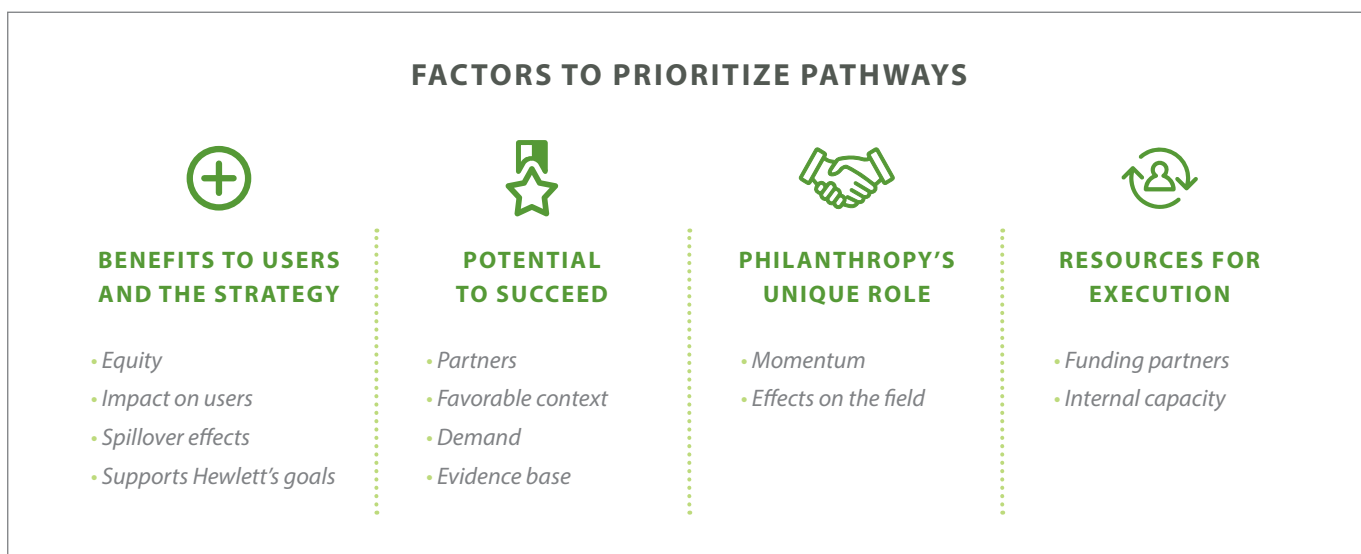 FACTORS TO PRIORITIZE PATHWAYS
BENEFITS TO USERS
AND THE STRATEGY
• Equity
• Impact on users
• Spillover effects
• Supports Hewlett’s goals
POTENTIAL
TO SUCCEED
• Partners
• Favorable context
• Demand
• Evidence base
PHILANTHROPY’S
UNIQUE ROLE
• Momentum
• Effects on the field
RESOURCES FOR
EXECUTION
• Funding partners
• Internal capacity